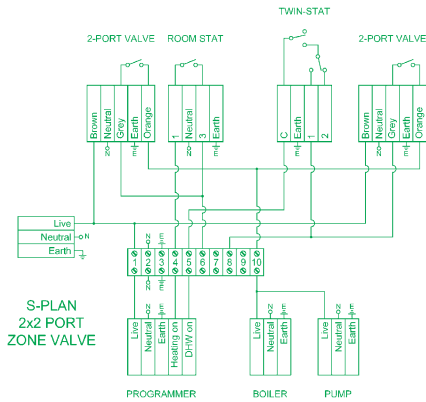 TWIN-STAT
2-PORT VALVE
ROOM STAT
2-PORT VALVE
Brown
Neutral
Grey
Earth
Orange
1
Neutral
3
Earth
C
Earth
1
2
Brown
Neutral
Grey
Earth
Orange
N
E
N
E
E
N
E
Live
Neutral
N
Earth
N
E
1
2
3
4
5
6
7
8
9
10
S-PLAN
2x2 PORT
ZONE VALVE
N
E
N
E
N
E
Live
Neutral
Earth
Heating on
DHW on
Live
Neutral
Earth
Live
Neutral
Earth
PROGRAMMER
BOILER
PUMP